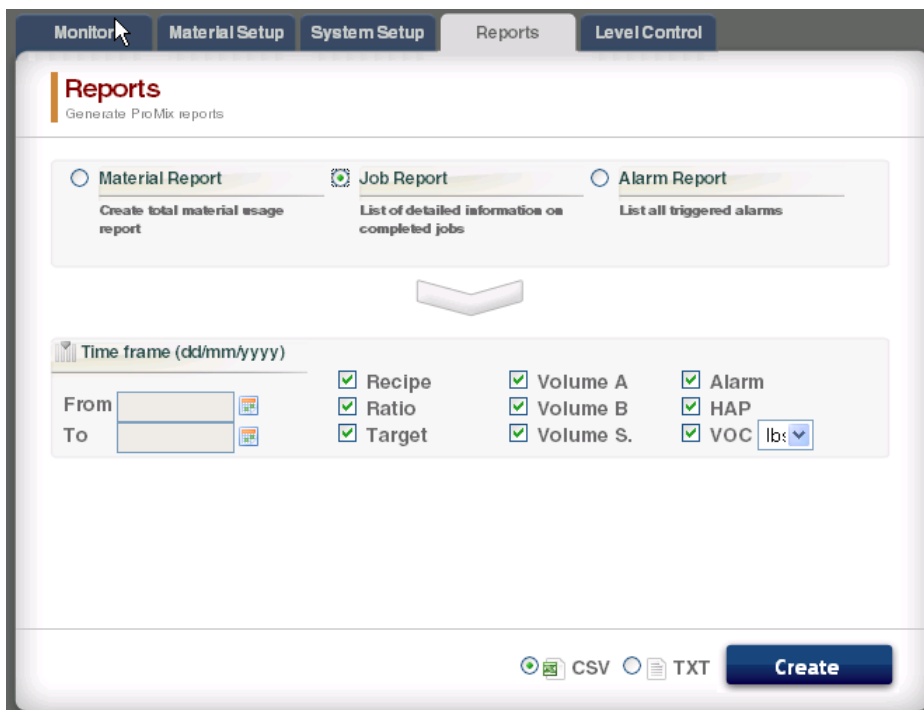 Monitor Material Setup System Setup Reports Level Control
Reports
Generate ProMix reports
Material Report Job Report Alarm Report
Create total material usage List of detailed information on List all triggered alarms
report completed jobs
Time frame (dd/mm/yyyy)
Recipe Volume A Alarm
From Ratio Volume B HAP
To Target Volume S. VOC lbs
CSV TXT Create